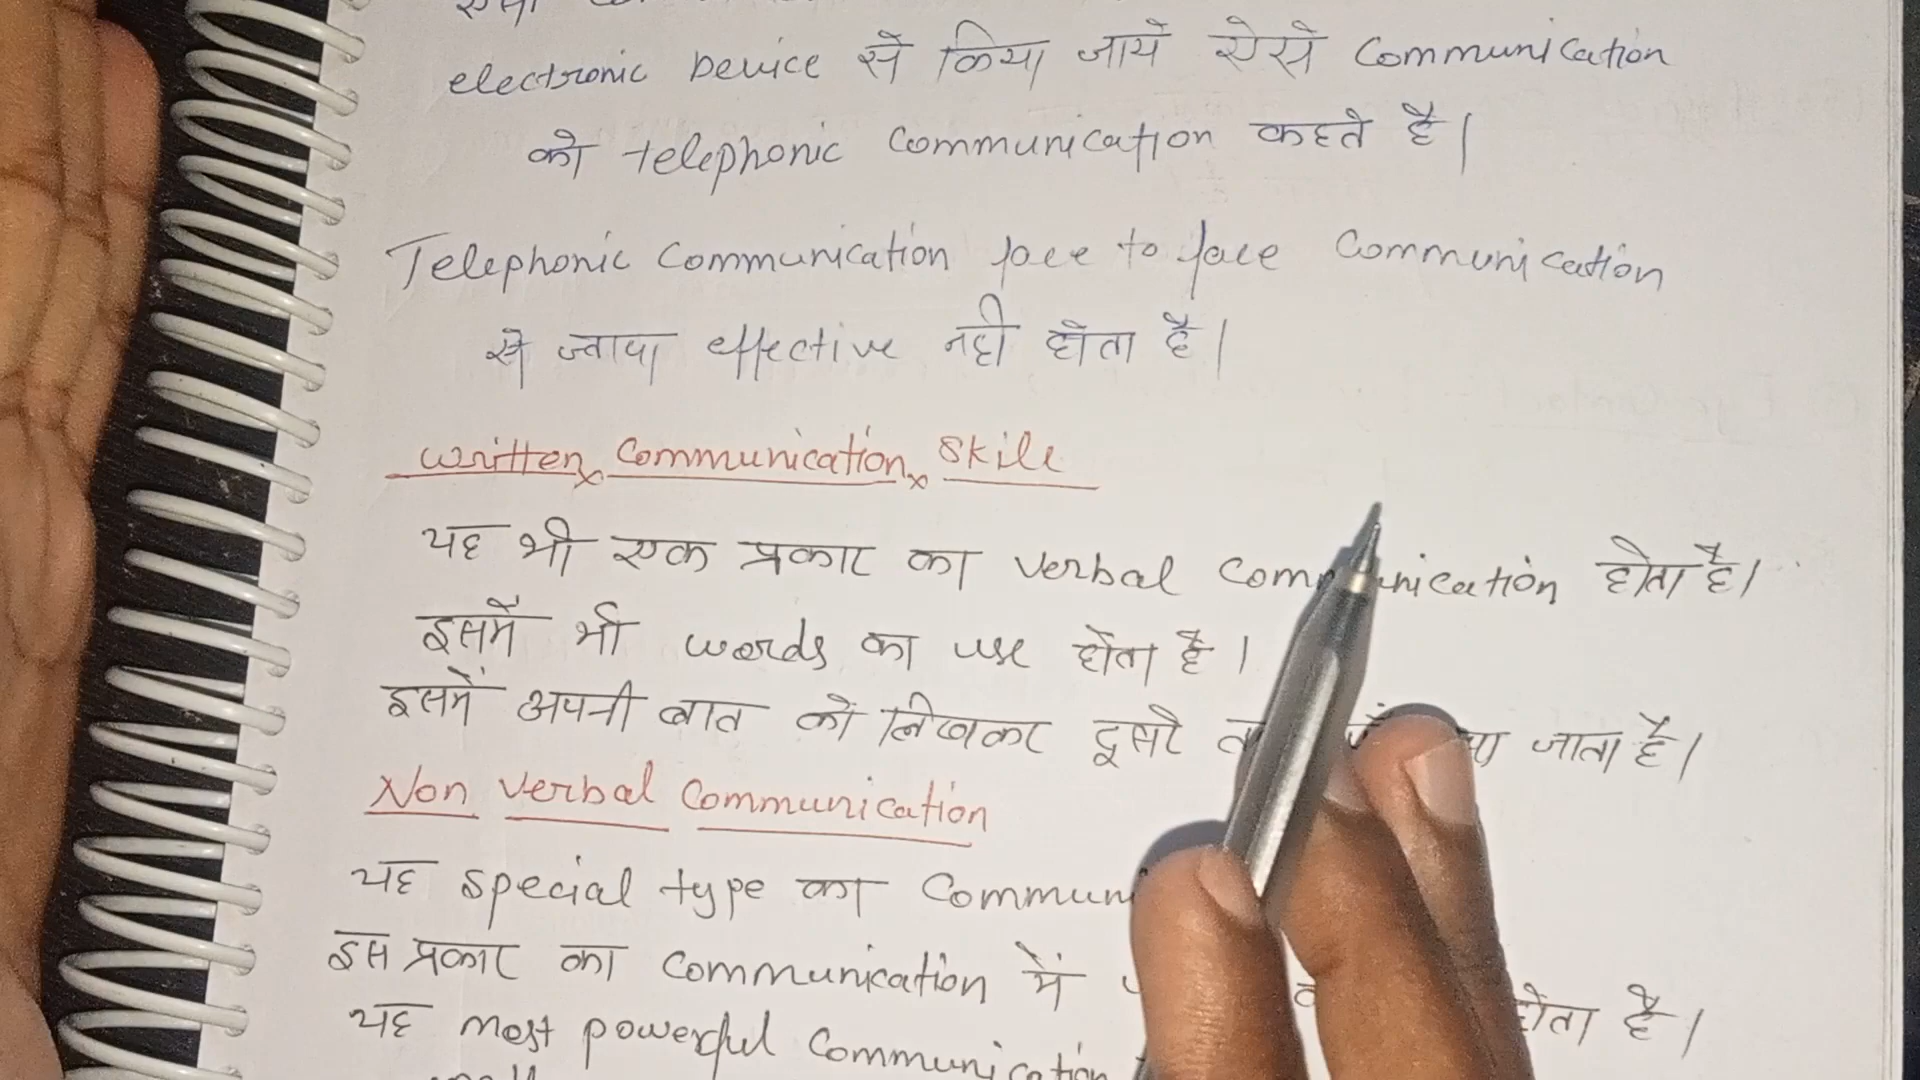 electronic Device से किया जाये ऐसे Communication
को telephonic Communication कहते है।
Telephonic Communication face to face Communication
से ज्यादा effective नही होता है।
written Communication Skill
यह भी एक प्रकार का verbal Communication होता है।
इसमें भी words का use होता है।
इसमें अपनी बात को लिखकर दूसरे जाता है।
Non verbal Communication
यह special type का
इस प्रकार का communication में होता है।
यह most powerful Communication